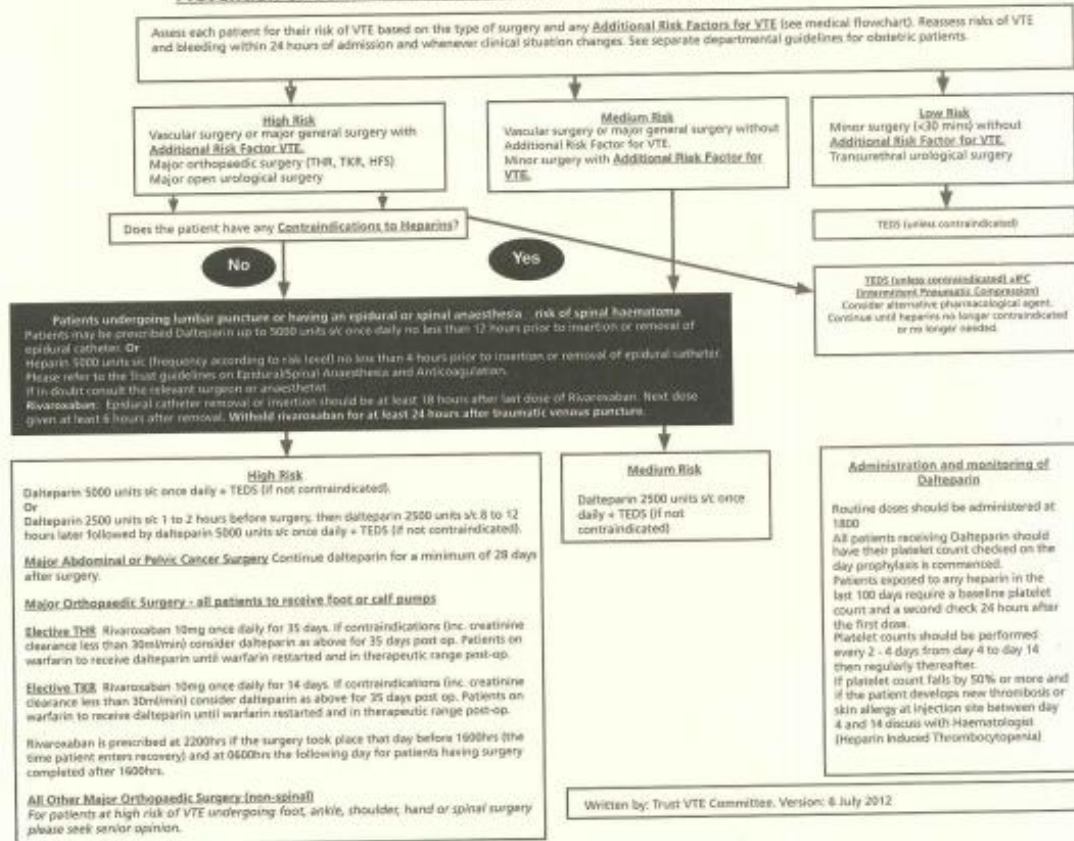 Assess each patient for their risk of VTE based on the type of surgery and any Additional Risk Factors for VTE (see medical flowchart). Reassess risks of VTE
and bleeding within 24 hours of admission and whenever clinical situation changes. See separate departmental guidelines for obstetric patients.
High Risk
Vascular surgery or major general surgery with
Additional Risk Factor VTE.
Major orthopaedic surgery (THR, TKR, HFS)
Major open urological surgery
Medium Risk
Vascular surgery or major general surgery without
Additional Risk Factor for VTE.
Minor surgery with Additional Risk Factor for
VTE.
Low Risk
Minor surgery (<30 mins) without
Additional Risk Factor for VTE.
Transurethral urological surgery
Does the patient have any Contraindications to Heparins?
TEDS (unless contraindicated)
No
Yes
TEDS (unless contraindicated) ±IPC
(Intermittent Pneumatic Compression)
Consider alternative pharmacological agent.
Continue until heparins no longer contraindicated
or no longer needed.
Patients undergoing lumbar puncture or having an epidural or spinal anaesthesia risk of spinal haematoma
Patients may be prescribed Dalteparin up to 5000 units s/c once daily no less than 12 hours prior to insertion or removal of
epidural catheter. Or
Heparin 5000 units s/c (frequency according to risk level) no less than 4 hours prior to insertion or removal of epidural catheter.
Please refer to the Trust guidelines on Epidural/Spinal Anaesthesia and Anticoagulation.
If in doubt consult the relevant surgeon or anaesthetist.
Rivaroxaban: Epidural catheter removal or insertion should be at least 18 hours after last dose of Rivaroxaban. Next dose
given at least 6 hours after removal. Withold rivaroxaban for at least 24 hours after traumatic venous puncture.
High Risk
Dalteparin 5000 units s/c once daily + TEDS (if not contraindicated).
Or
Dalteparin 2500 units s/c 1 to 2 hours before surgery, then dalteparin 2500 units s/c 8 to 12
hours later followed by dalteparin 5000 units s/c once daily + TEDS (if not contraindicated).
Major Abdominal or Pelvic Cancer Surgery Continue dalteparin for a minimum of 28 days
after surgery.
Major Orthopaedic Surgery - all patients to receive foot or calf pumps
Elective THR Rivaroxaban 10mg once daily for 35 days. If contraindications (inc. creatinine
clearance less than 30ml/min) consider dalteparin as above for 35 days post op. Patients on
warfarin to receive dalteparin until warfarin restarted and in therapeutic range post-op.
Elective TKR Rivaroxaban 10mg once daily for 14 days. If contraindications (inc. creatinine
clearance less than 30ml/min) consider dalteparin as above for 35 days post op. Patients on
warfarin to receive dalteparin until warfarin restarted and in therapeutic range post-op.
Rivaroxaban is prescribed at 2200hrs if the surgery took place that day before 1600hrs (the
time patient enters recovery) and at 0600hrs the following day for patients having surgery
completed after 1600hrs.
All Other Major Orthopaedic Surgery (non-spinal)
For patients at high risk of VTE undergoing foot, ankle, shoulder, hand or spinal surgery
please seek senior opinion.
Medium Risk
Dalteparin 2500 units s/c once
daily + TEDS (if not
contraindicated)
Administration and monitoring of
Dalteparin
Routine doses should be administered at
1800
All patients receiving Dalteparin should
have their platelet count checked on the
day prophylaxis is commenced.
Patients exposed to any heparin in the
last 100 days require a baseline platelet
count and a second check 24 hours after
the first dose.
Platelet counts should be performed
every 2 - 4 days from day 4 to day 14
then regularly thereafter.
If platelet count falls by 50% or more and
if the patient develops new thrombosis or
skin allergy at injection site between day
4 and 14 discuss with Haematologist
(Heparin Induced Thrombocytopenia)
Written by: Trust VTE Committee. Version: 6 July 2012